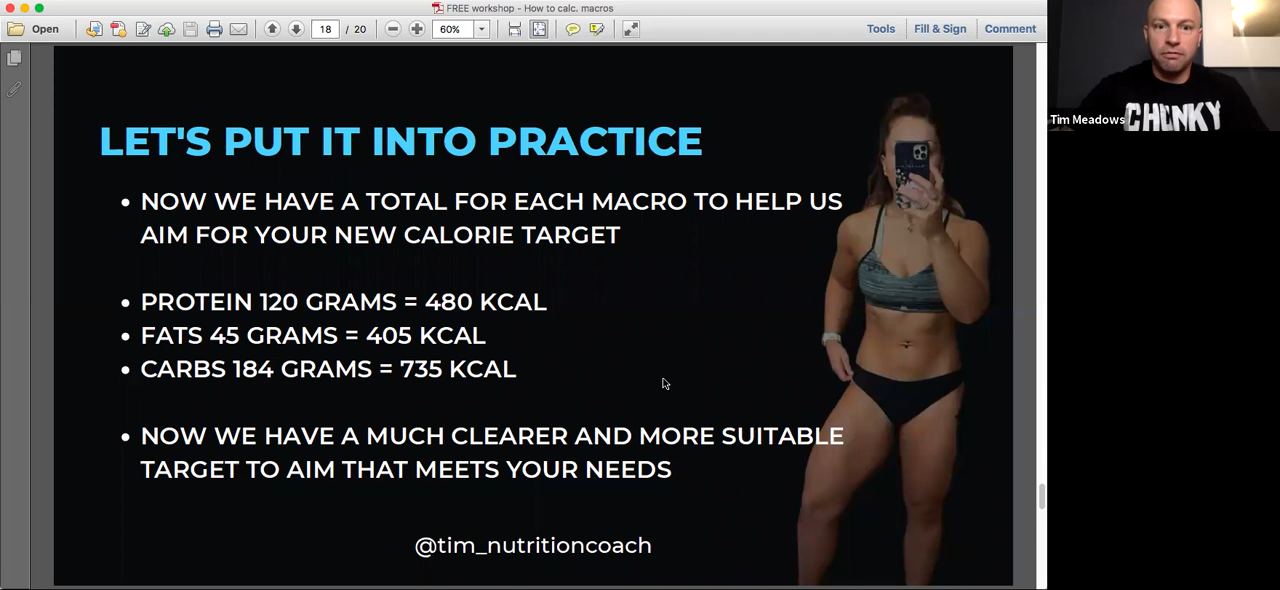 FREE workshop - How to calc. macros
Open
18 / 20
60%
Tools
Fill & Sign
Comment
LET'S PUT IT INTO PRACTICE
• NOW WE HAVE A TOTAL FOR EACH MACRO TO HELP US
AIM FOR YOUR NEW CALORIE TARGET
• PROTEIN 120 GRAMS = 480 KCAL
• FATS 45 GRAMS = 405 KCAL
• CARBS 184 GRAMS = 735 KCAL
• NOW WE HAVE A MUCH CLEARER AND MORE SUITABLE
TARGET TO AIM THAT MEETS YOUR NEEDS
@tim_nutritioncoach
CHUNKY
Tim Meadows